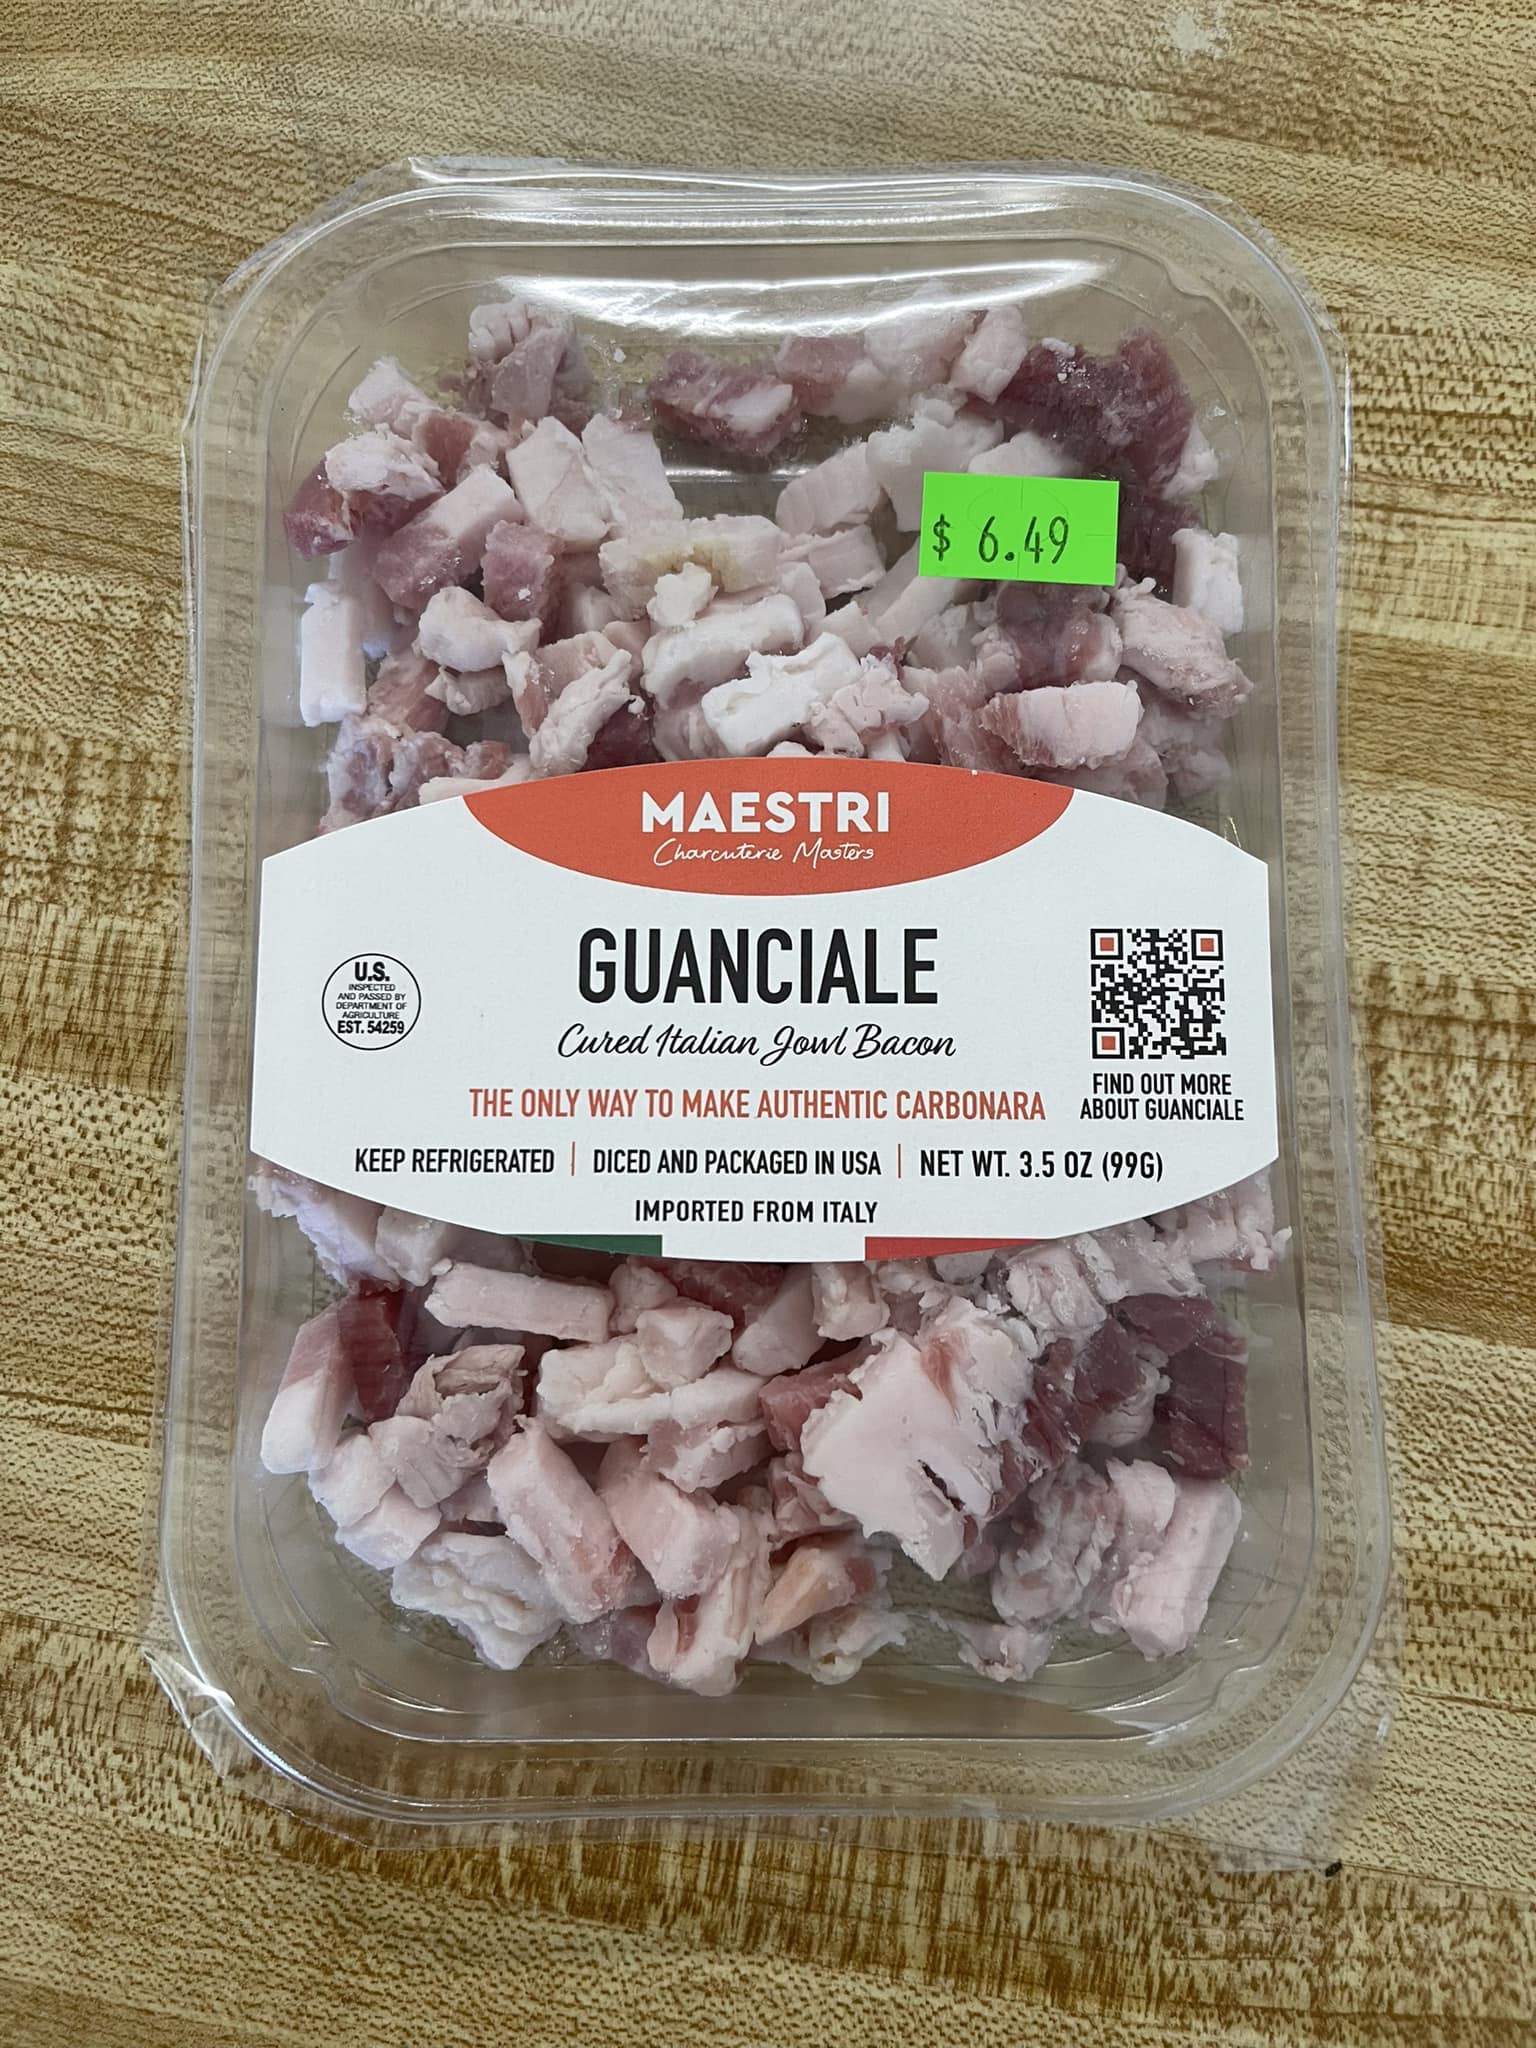 $ 6.49
MAESTRI
Charcuterie Masters
GUANCIALE
Cured Italian Jowl Bacon
THE ONLY WAY TO MAKE AUTHENTIC CARBONARA
U.S.
INSPECTED
AND PASSED BY
DEPARTMENT OF
AGRICULTURE
EST. 54259
FIND OUT MORE
ABOUT GUANCIALE
KEEP REFRIGERATED | DICED AND PACKAGED IN USA | NET WT. 3.5 OZ (99G)
IMPORTED FROM ITALY